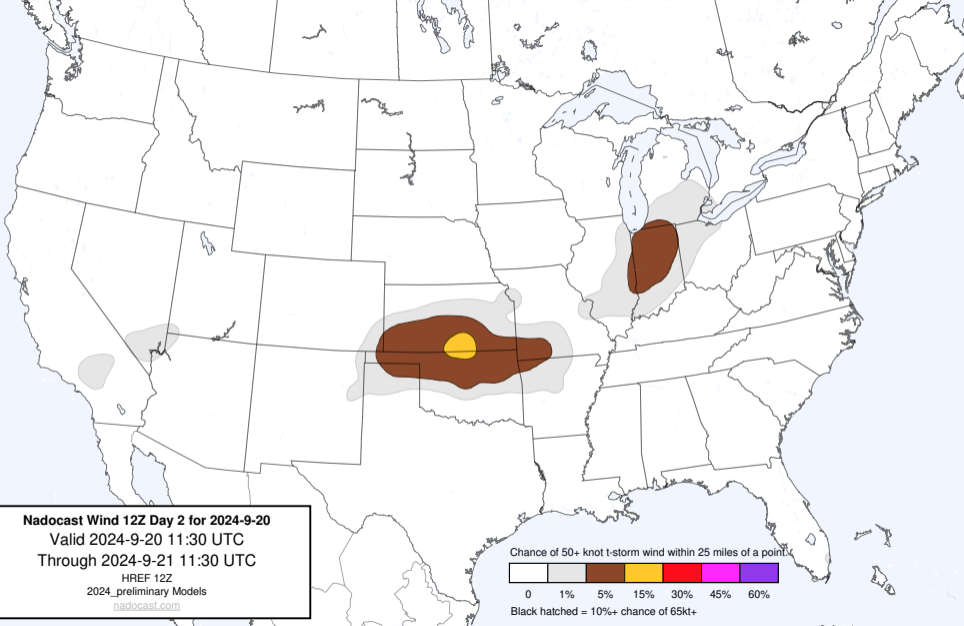 Nadocast Wind 12Z Day 2 for 2024-9-20
Valid 2024-9-20 11:30 UTC
Through 2024-9-21 11:30 UTC
HREF 12Z
2024_preliminary Models
nadocast.com
Chance of 50+ knot t-storm wind within 25 miles of a point.
0 1% 5% 15% 30% 45% 60%
Black hatched = 10%+ chance of 65kt+